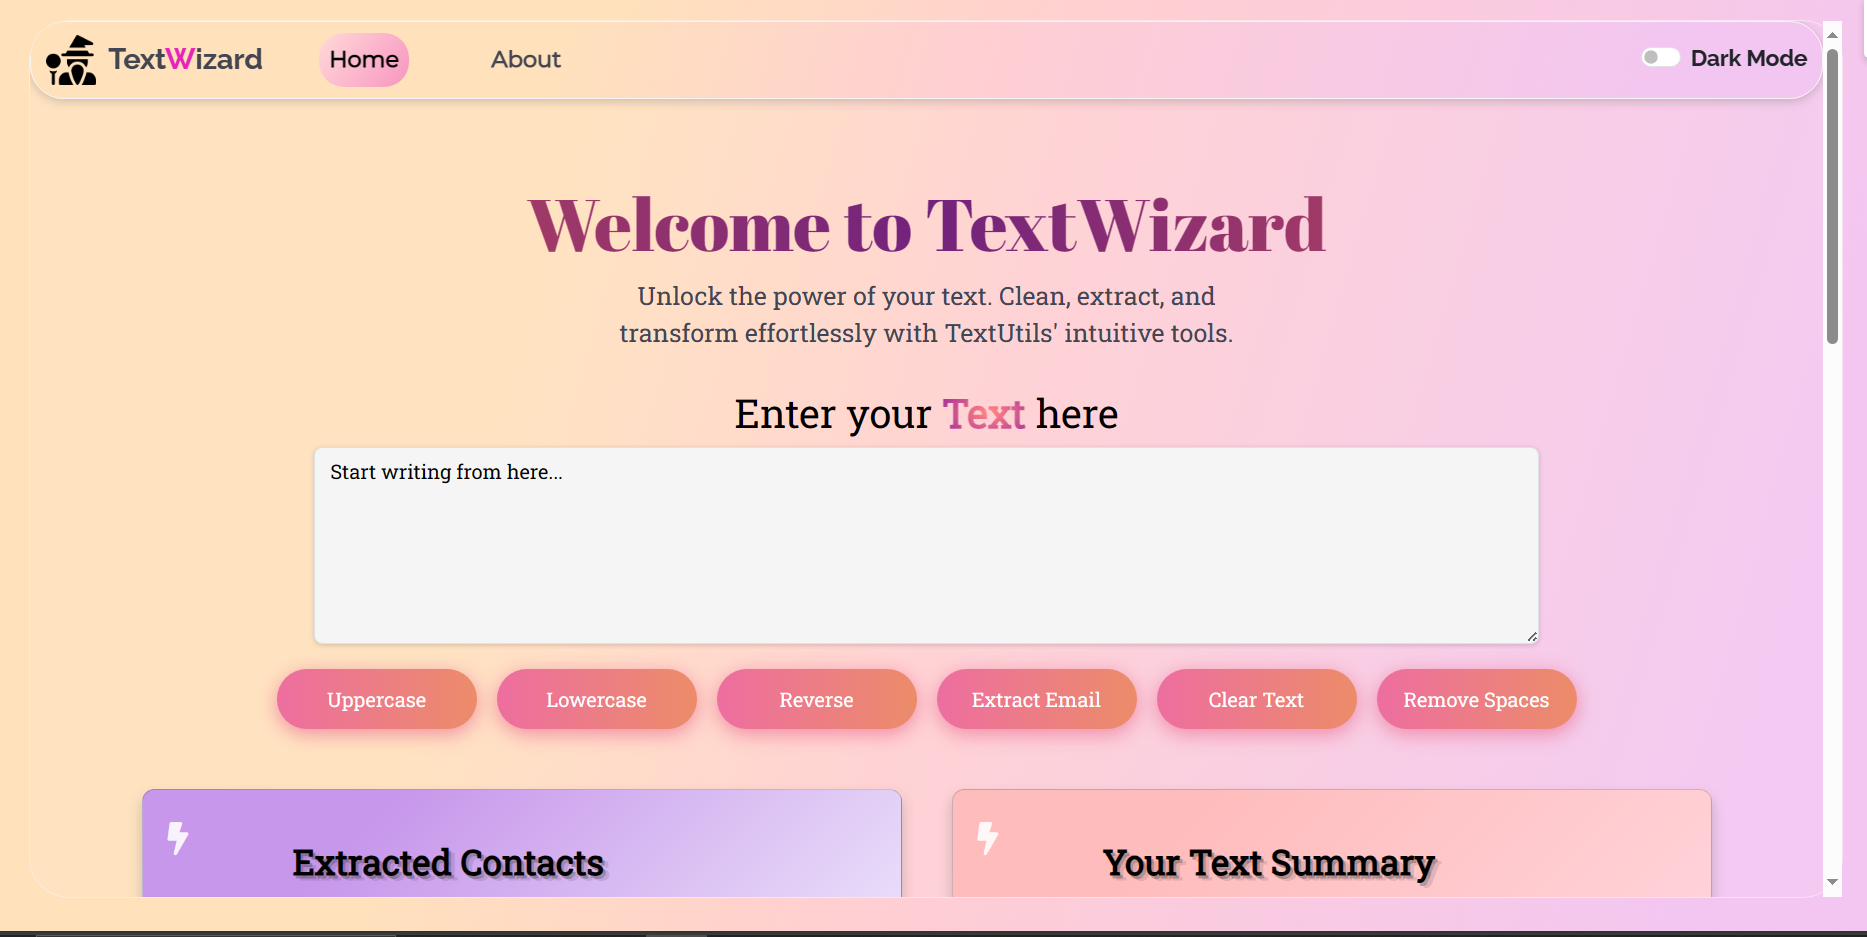 TextWizard
Home
About
Dark Mode
Welcome to TextWizard
Unlock the power of your text. Clean, extract, and
transform effortlessly with TextUtils' intuitive tools.
Enter your Text here
Start writing from here...
Uppercase
Lowercase
Reverse
Extract Email
Clear Text
Remove Spaces
Extracted Contacts
Your Text Summary